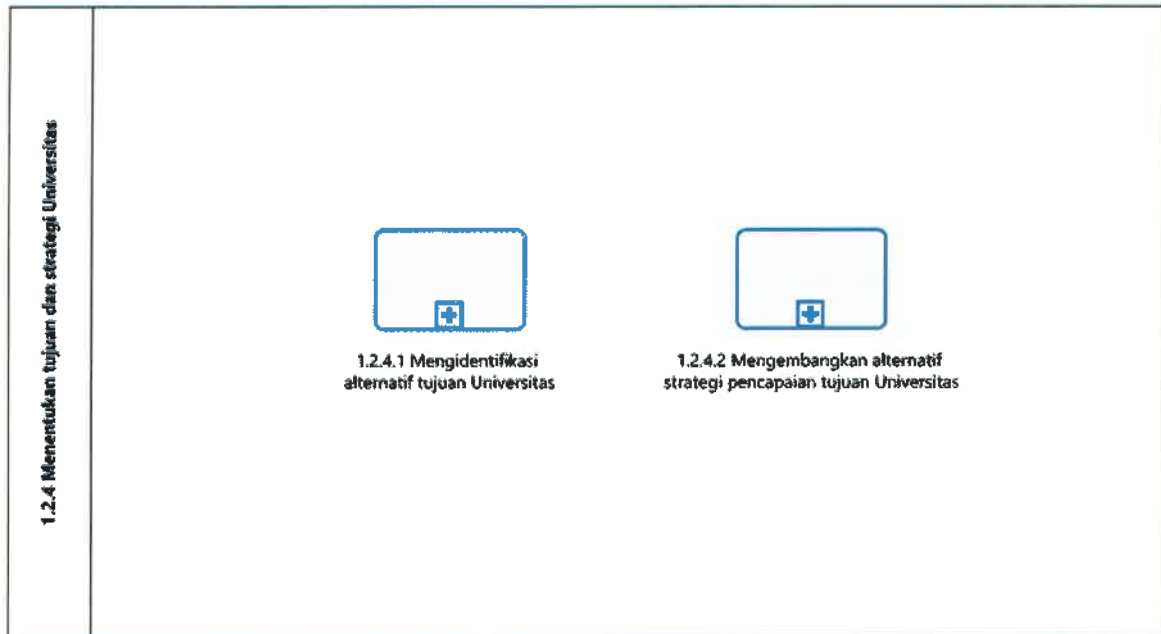 1.2.4 Menentukan tujuan dan strategi Universitas
1.2.4.1 Mengidentifikasi
alternatif tujuan Universitas
1.2.4.2 Mengembangkan alternatif
strategi pencapaian tujuan Universitas